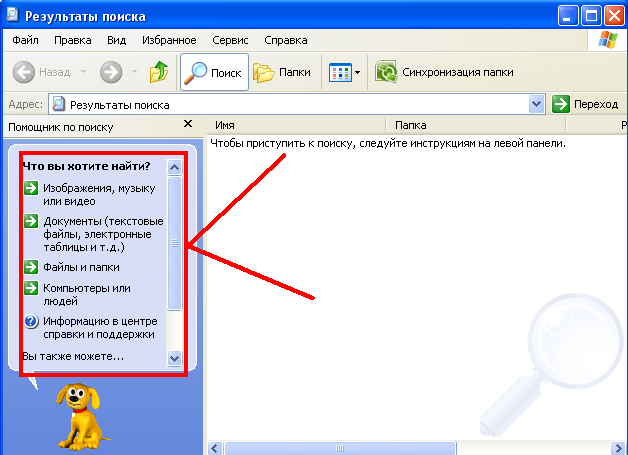 Результаты поиска
Файл Правка Вид Избранное Сервис Справка
Назад Поиск Папки Синхронизация папки
Адрес: Результаты поиска Переход
Помощник по поиску
Имя Папка Р
Чтобы приступить к поиску, следуйте инструкциям на левой панели.
Что вы хотите найти?
Изображения, музыку
или видео
Документы (текстовые
файлы, электронные
таблицы и т.д.)
Файлы и папки
Компьютеры или
людей
Информацию в центре
справки и поддержки
Вы также можете...